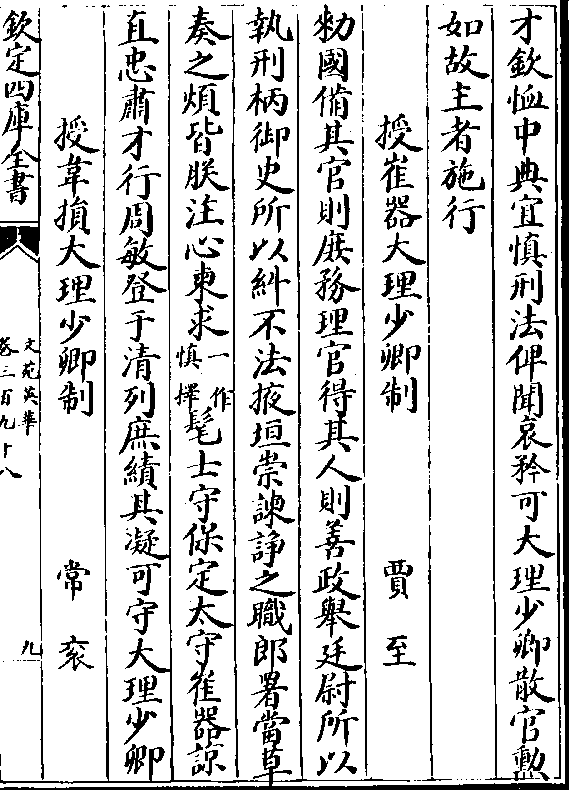 才欽恤中典宜慎刑法俾聞哀矜可大理少卿散官勲
如故主者施行
授崔器大理少卿制 賈至
勑國備其官則庶務理官得其人則善政舉廷尉所以
執刑柄御史所以糾不法掖垣崇諫諍之職郎署當草
奏之煩皆朕注心東求一作慎擇髦士守保定太守崔器諒
直忠肅才行周敏登于清列庶績其凝可守大理少卿
授韋損大理少卿制 常衮
欽定四庫全書
文苑英華
卷三百九十八
九